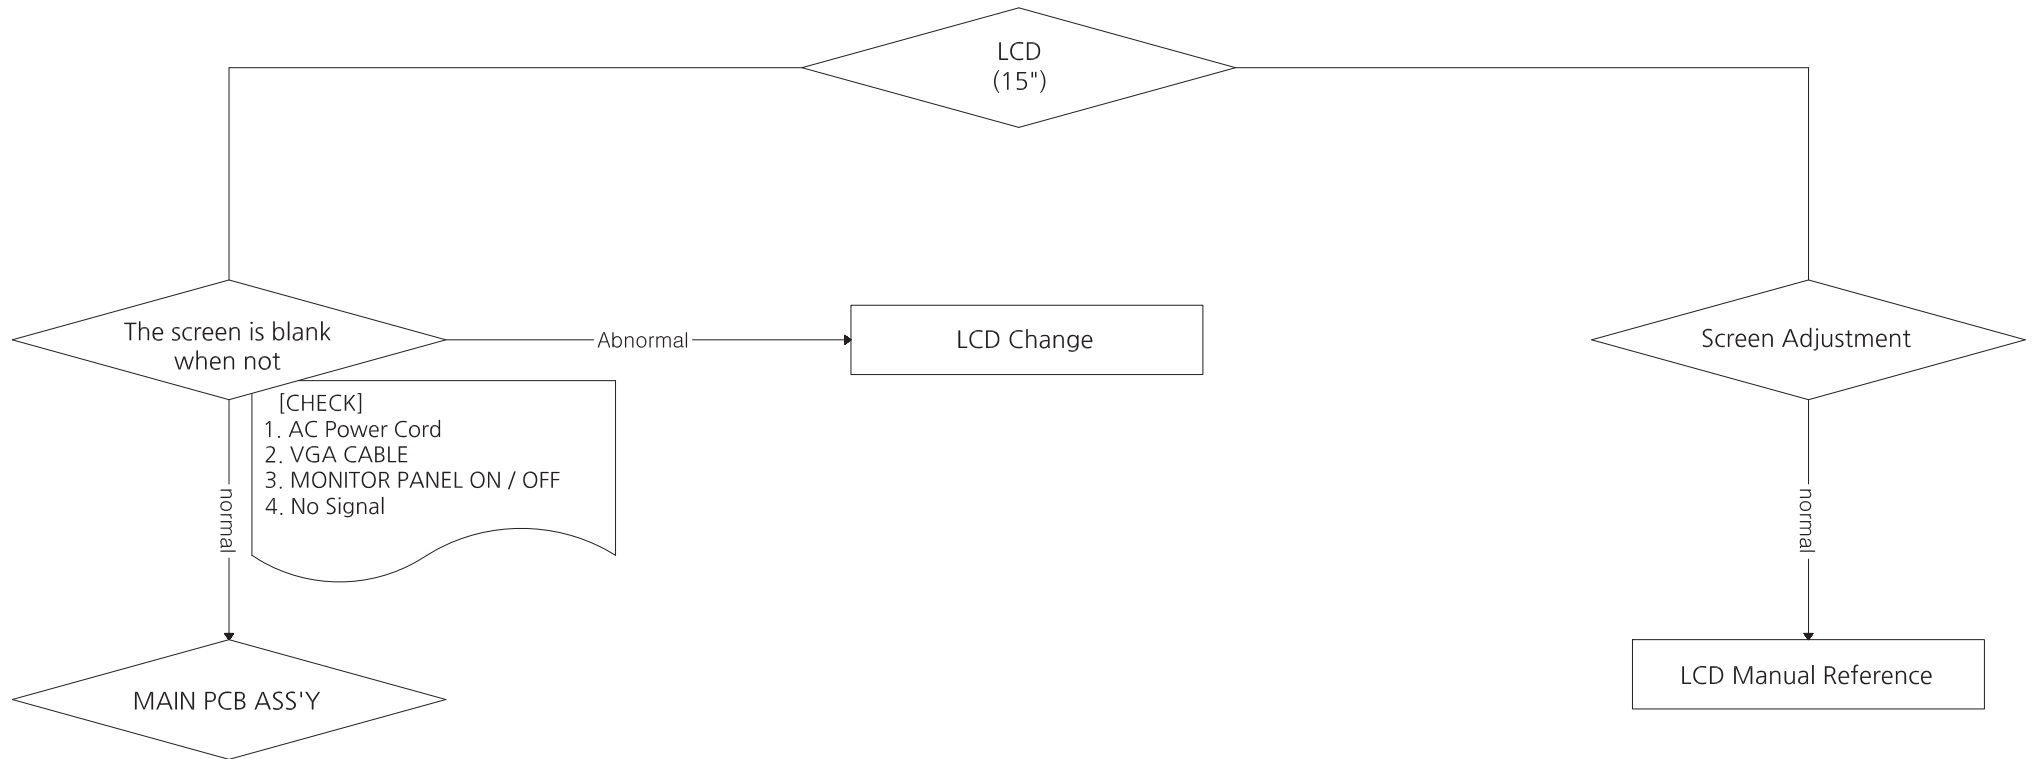 LCD
(15")
The screen is blank
when not
Abnormal
LCD Change
Screen Adjustment
[CHECK]
1. AC Power Cord
2. VGA CABLE
3. MONITOR PANEL ON / OFF
4. No Signal
normal
normal
MAIN PCB ASS'Y
LCD Manual Reference